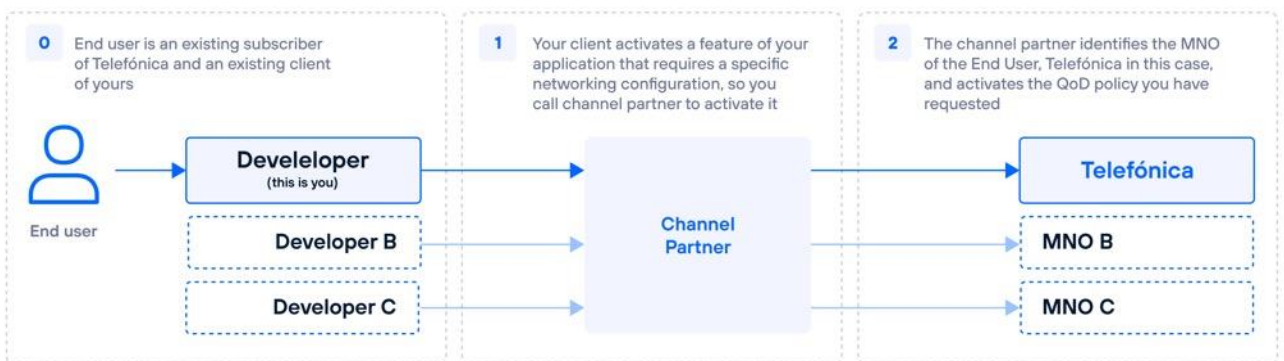 0
End user is an existing subscriber
of Telefónica and an existing client
of yours
End user
Develeloper
(this is you)
Developer B
Developer C
1
Your client activates a feature of your
application that requires a specific
networking configuration, so you
call channel partner to activate it
Channel
Partner
2
The channel partner identifies the MNO
of the End User, Telefónica in this case,
and activates the QoD policy you have
requested
Telefónica
MNO B
MNO C